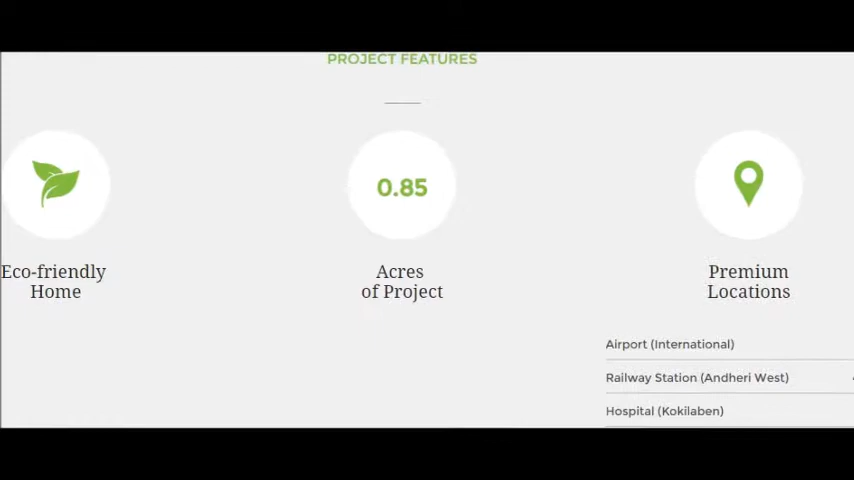 PROJECT FEATURES
0.85
Eco-friendly
Home
Acres
of Project
Premium
Locations
Airport (International)
Railway Station (Andheri West)
Hospital (Kokilaben)